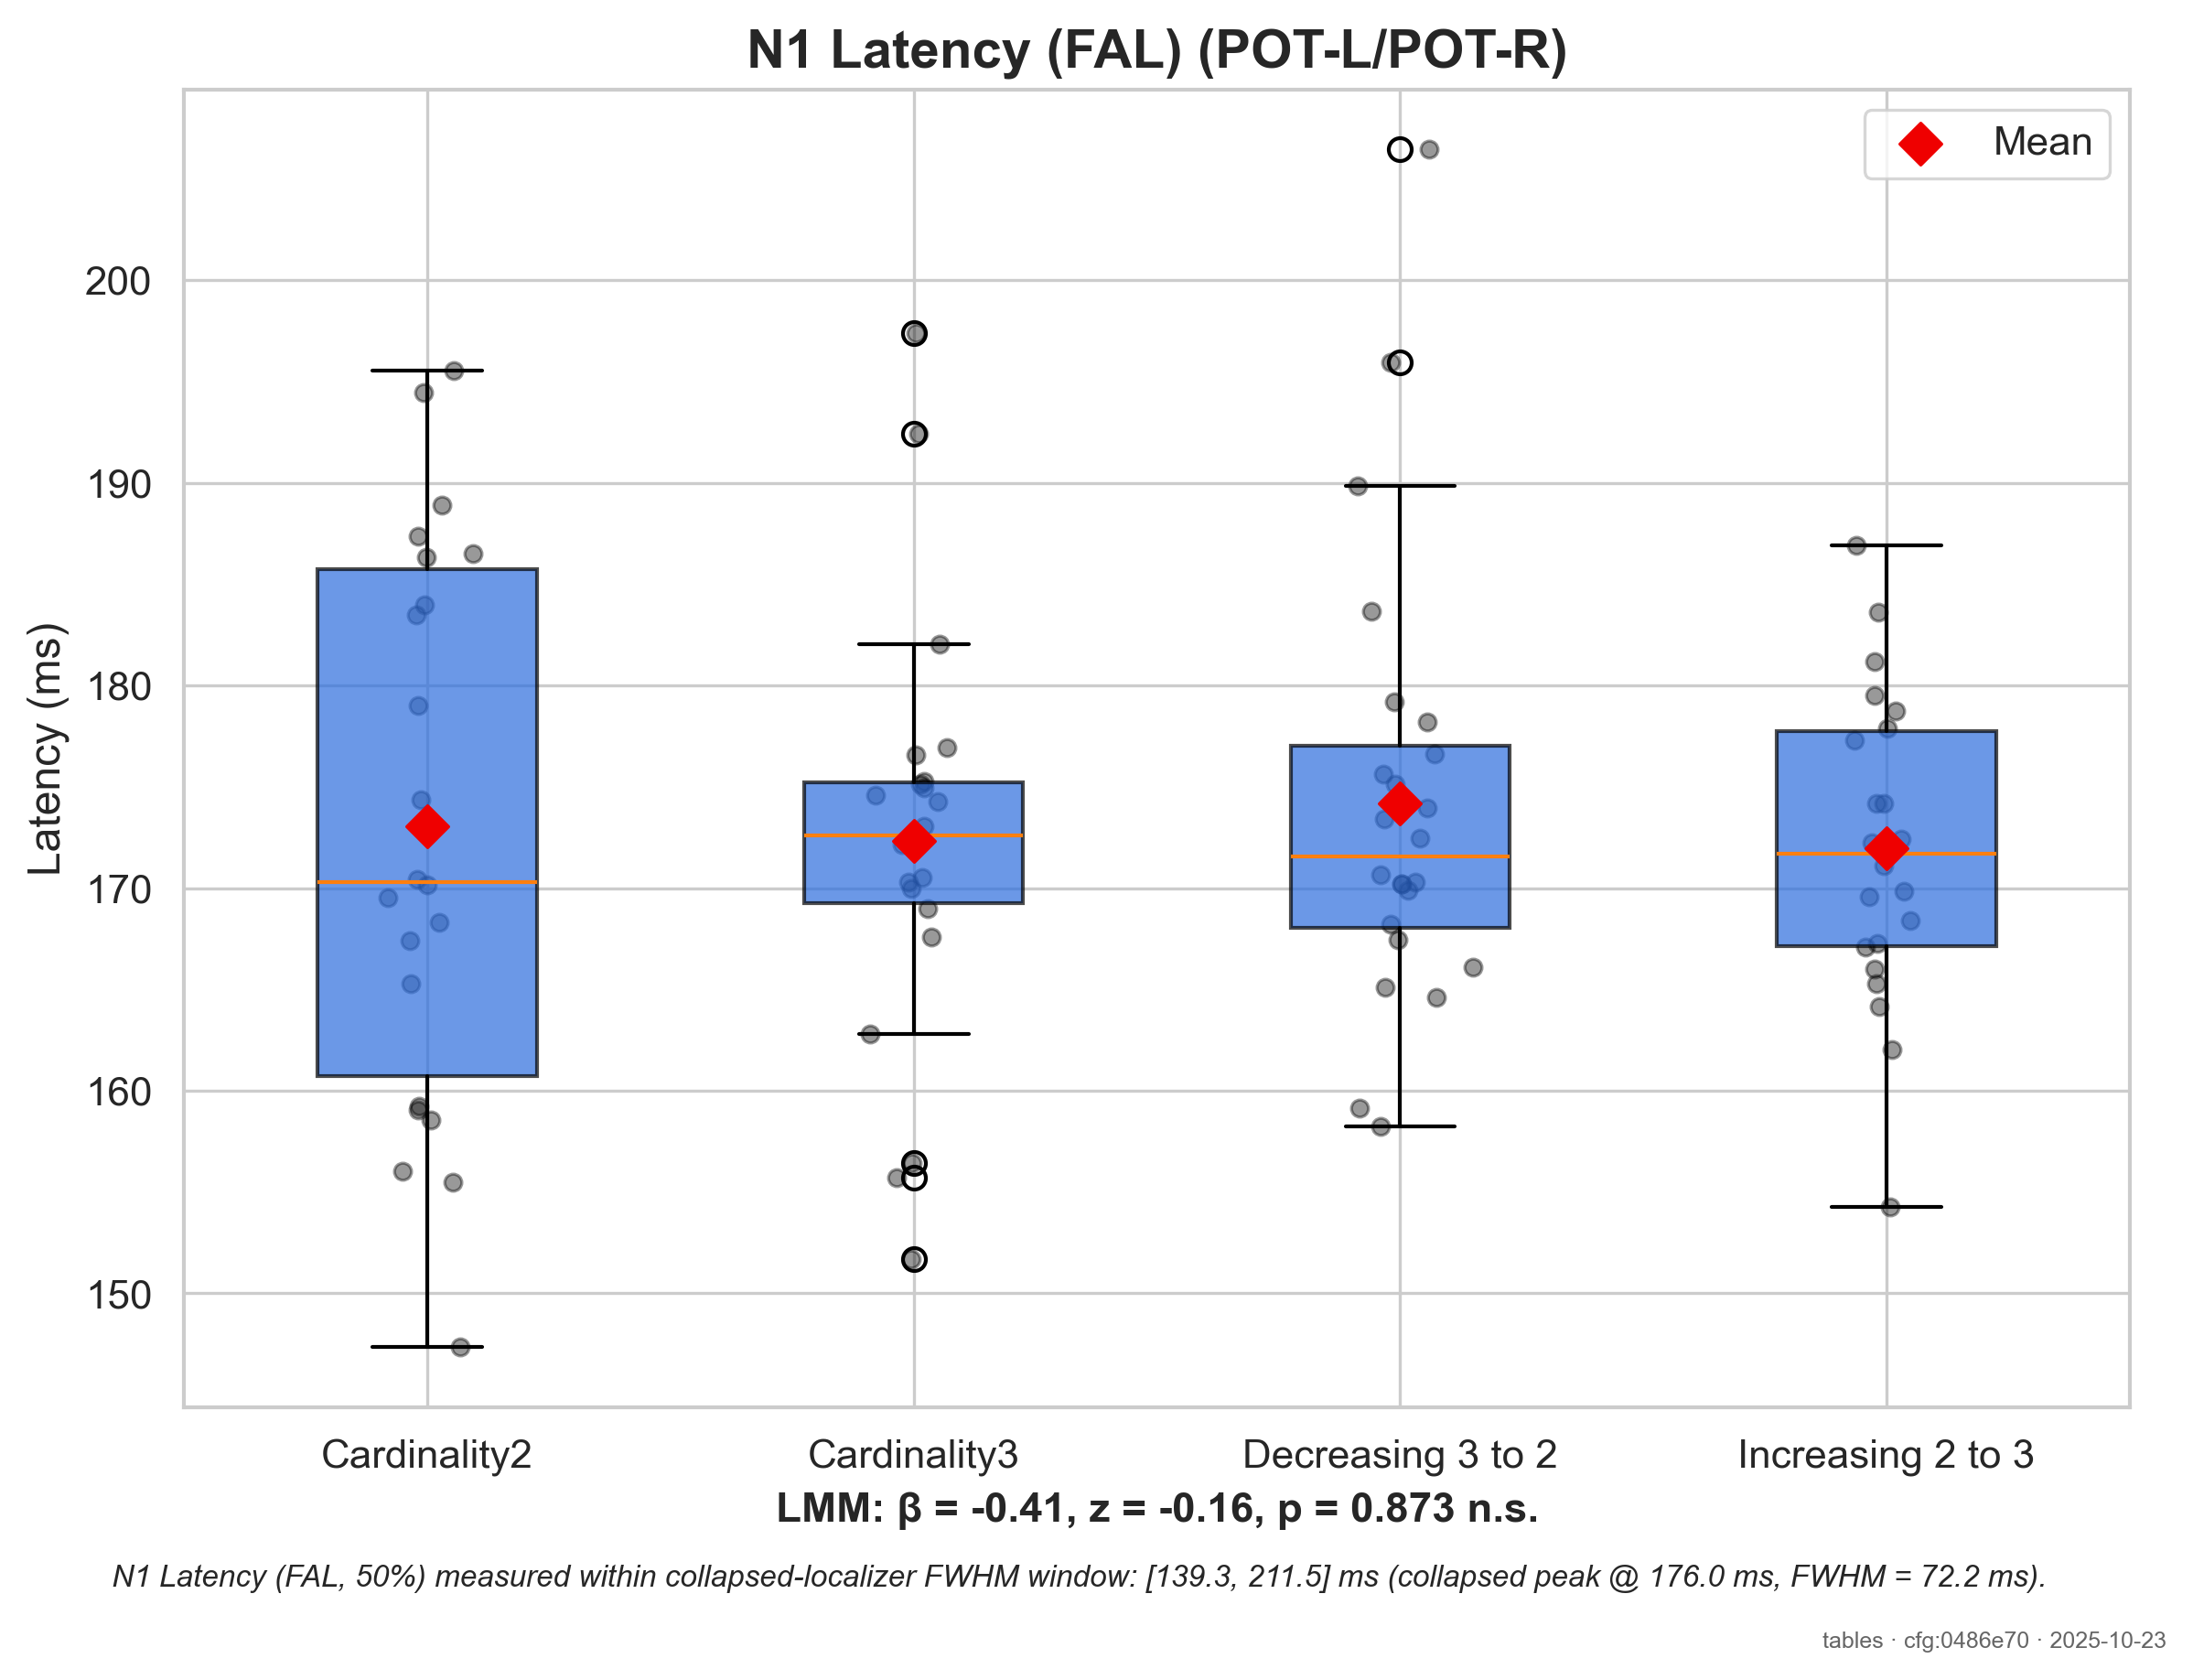 N1 Latency (FAL) (POT-L/POT-R)
Mean
Latency (ms)
200
190
180
170
160
150
Cardinality2 Cardinality3 Decreasing 3 to 2 Increasing 2 to 3
LMM: β = -0.41, z = -0.16, p = 0.873 n.s.
N1 Latency (FAL, 50%) measured within collapsed-localizer FWHM window: [139.3, 211.5] ms (collapsed peak @ 176.0 ms, FWHM = 72.2 ms).
tables · cfg:0486e70 · 2025-10-23